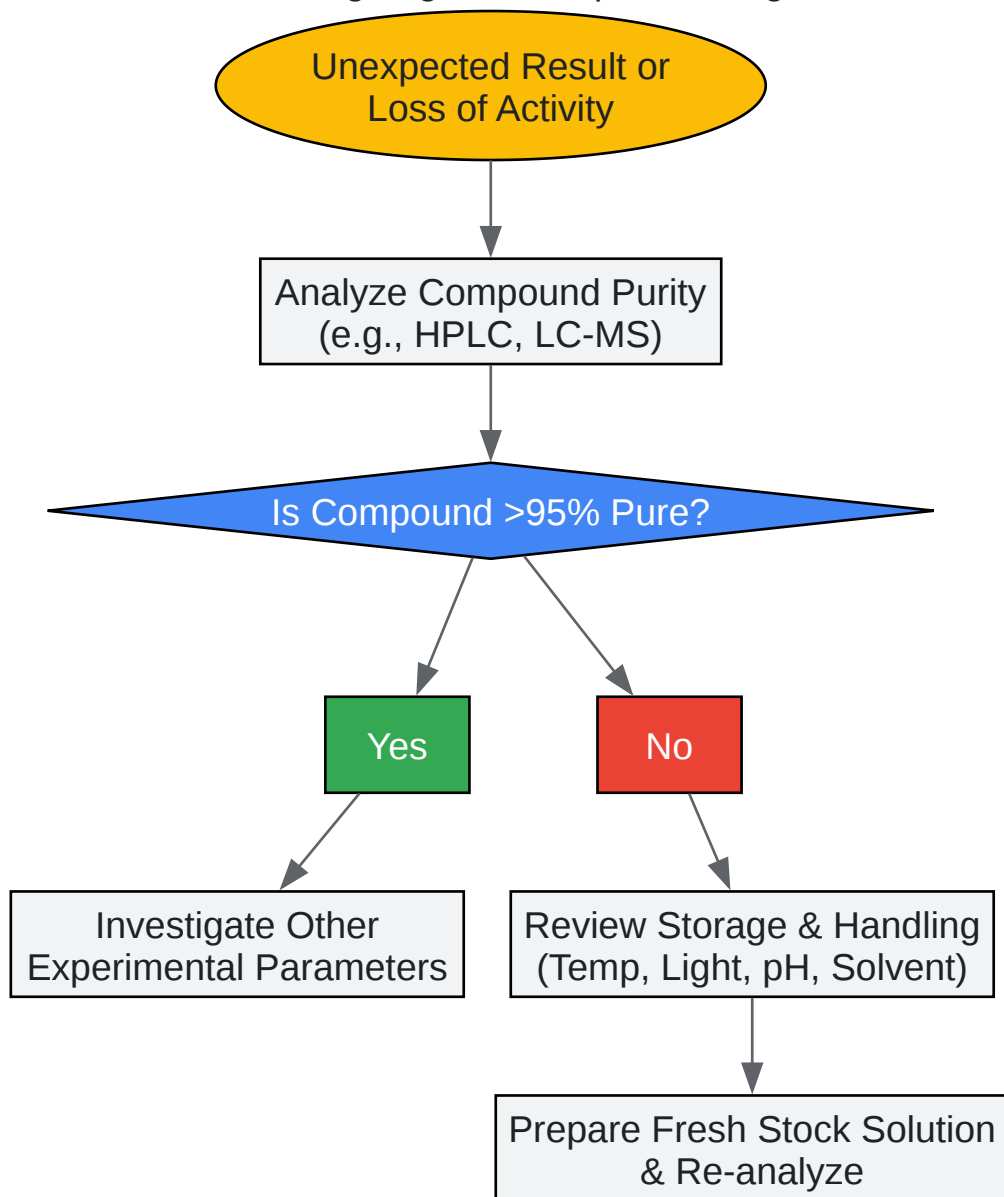 Unexpected Result or
Loss of Activity
Analyze Compound Purity
(e.g., HPLC, LC-MS)
Is Compound >95% Pure?
Yes
No
Investigate Other
Experimental Parameters
Review Storage & Handling
(Temp, Light, pH, Solvent)
Prepare Fresh Stock Solution
& Re-analyze